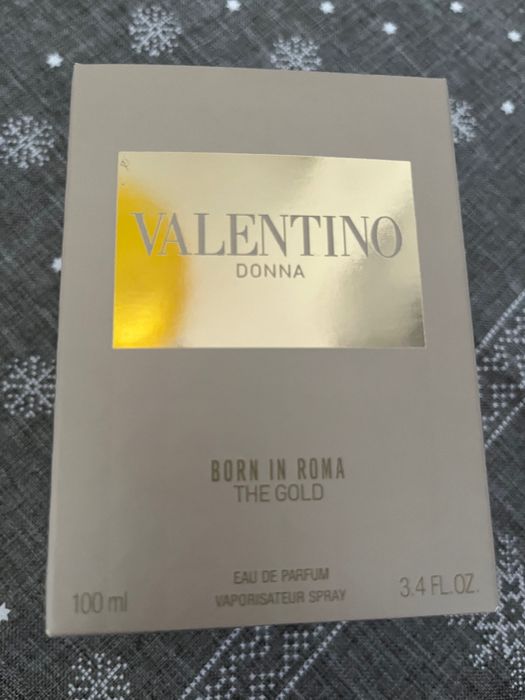 VALENTINO
DONNA
BORN IN ROMA
THE GOLD
EAU DE PARFUM
VAPORISATEUR SPRAY
100 ml
3.4 FL.OZ.